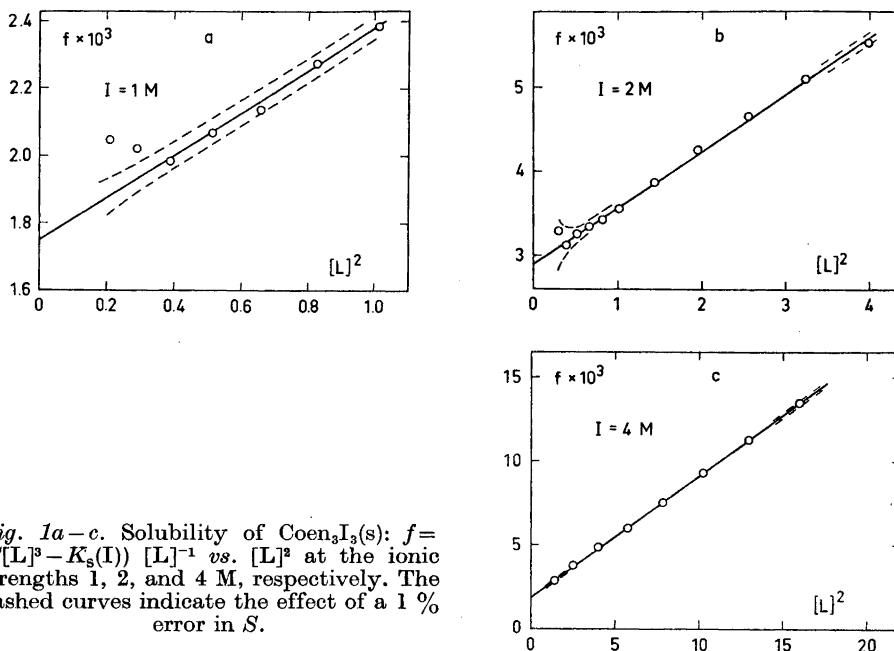 2.4
f × 10³
a
2.2
I = 1 M
2.0
1.8
[L]²
1.6
0 0.2 0.4 0.6 0.8 1.0
f × 10³
b
5
I = 2 M
4
3
[L]²
0 1 2 3 4
15
f × 10³
c
I = 4 M
10
5
[L]²
0
0 5 10 15 20
ig. 1a–c. Solubility of Coen₃I₃(s): f=
[L]³−Kₛ(I)) [L]⁻¹ vs. [L]² at the ionic
rengths 1, 2, and 4 M, respectively. The
ashed curves indicate the effect of a 1 %
error in S.